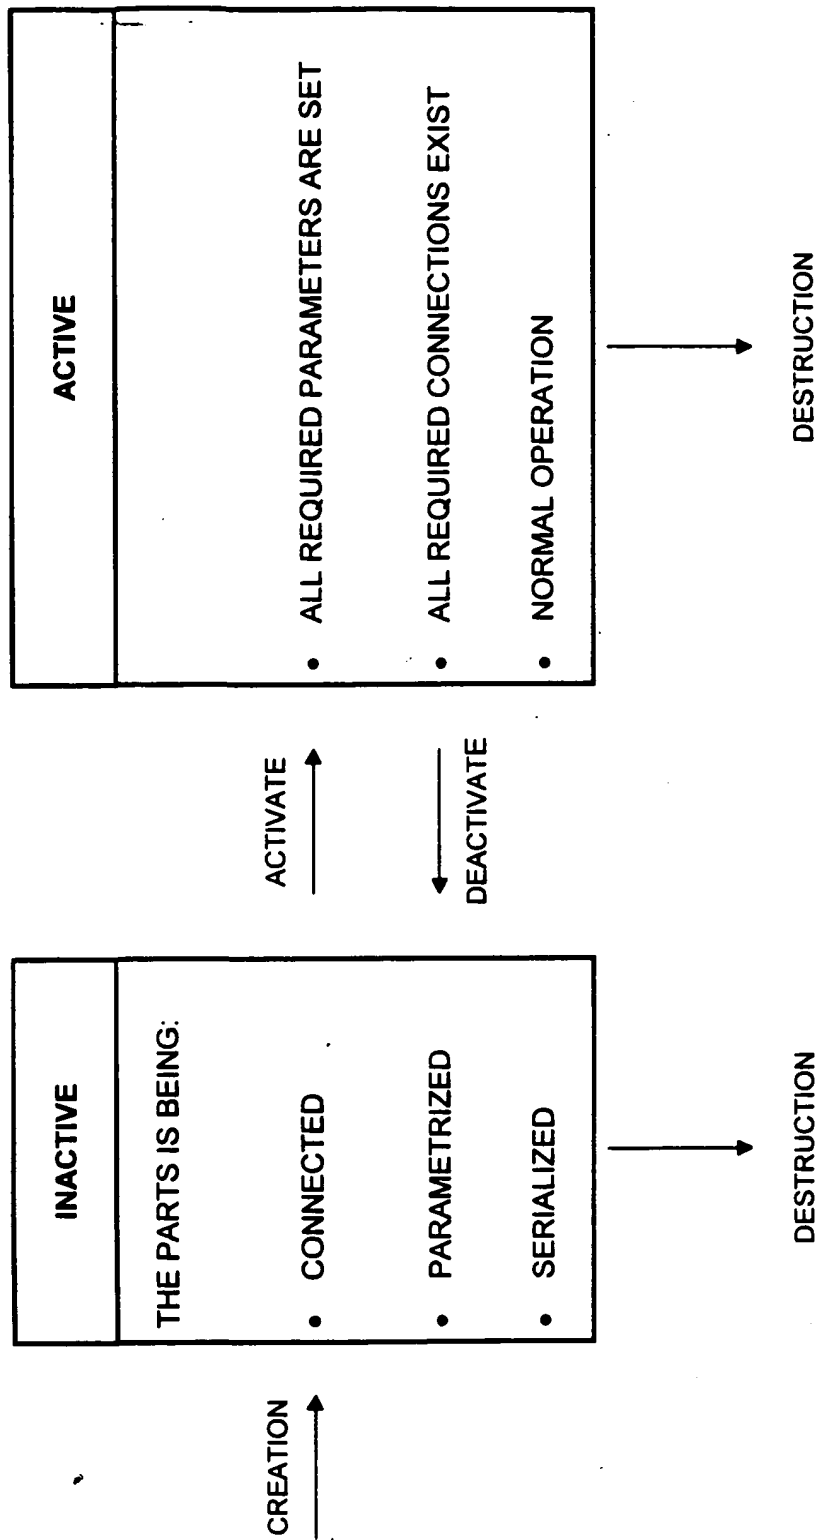 INACTIVE
THE PARTS IS BEING:
• CONNECTED
• PARAMETRIZED
• SERIALIZED
CREATION
ACTIVATE
DEACTIVATE
ACTIVE
• ALL REQUIRED PARAMETERS ARE SET
• ALL REQUIRED CONNECTIONS EXIST
• NORMAL OPERATION
DESTRUCTION
DESTRUCTION